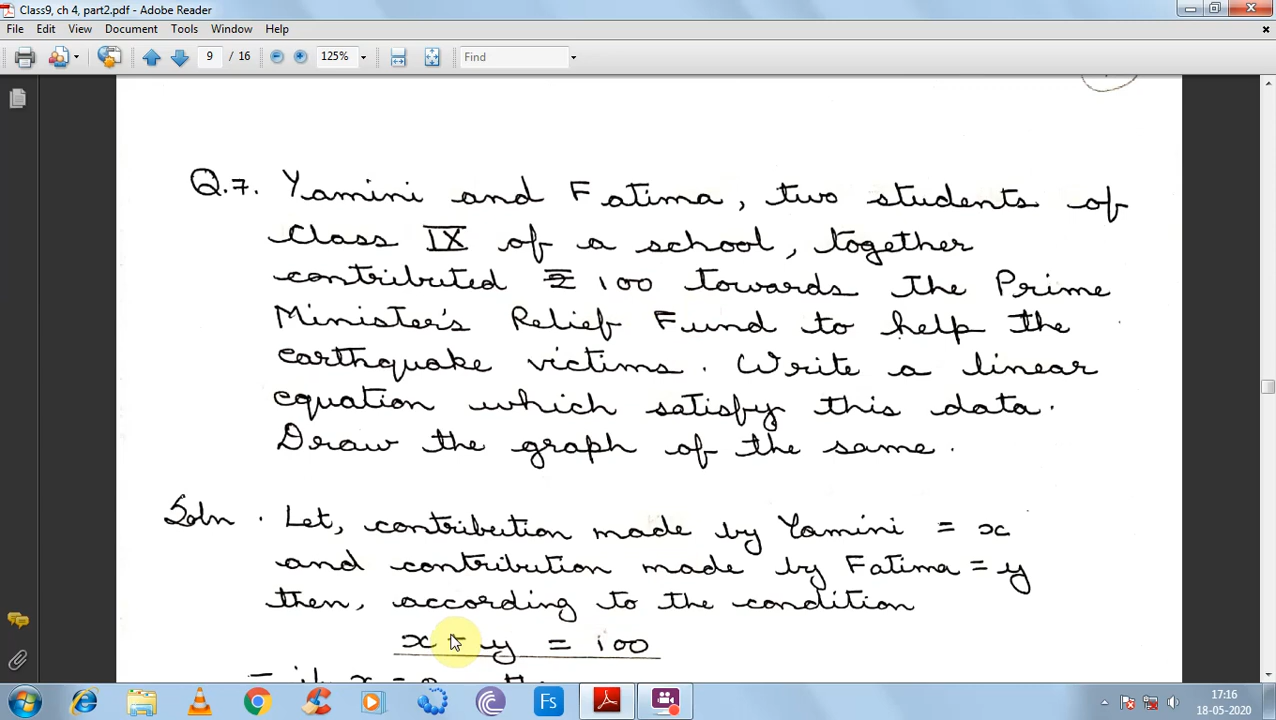 Class9, ch 4, part2.pdf - Adobe Reader
File Edit View Document Tools Window Help
9 / 16 125% Find
Q.7. Yamini and Fatima, two students of
Class IX of a school, together
contributed ₹ 100 towards the Prime
Minister's Relief Fund to help the
earthquake victims. Write a linear
equation which satisfy this data.
Draw the graph of the same.
Soln. Let, contribution made by Yamini = x
and contribution made by Fatima = y
then, according to the condition
x + y = 100
Fs
17:16
18-05-2020